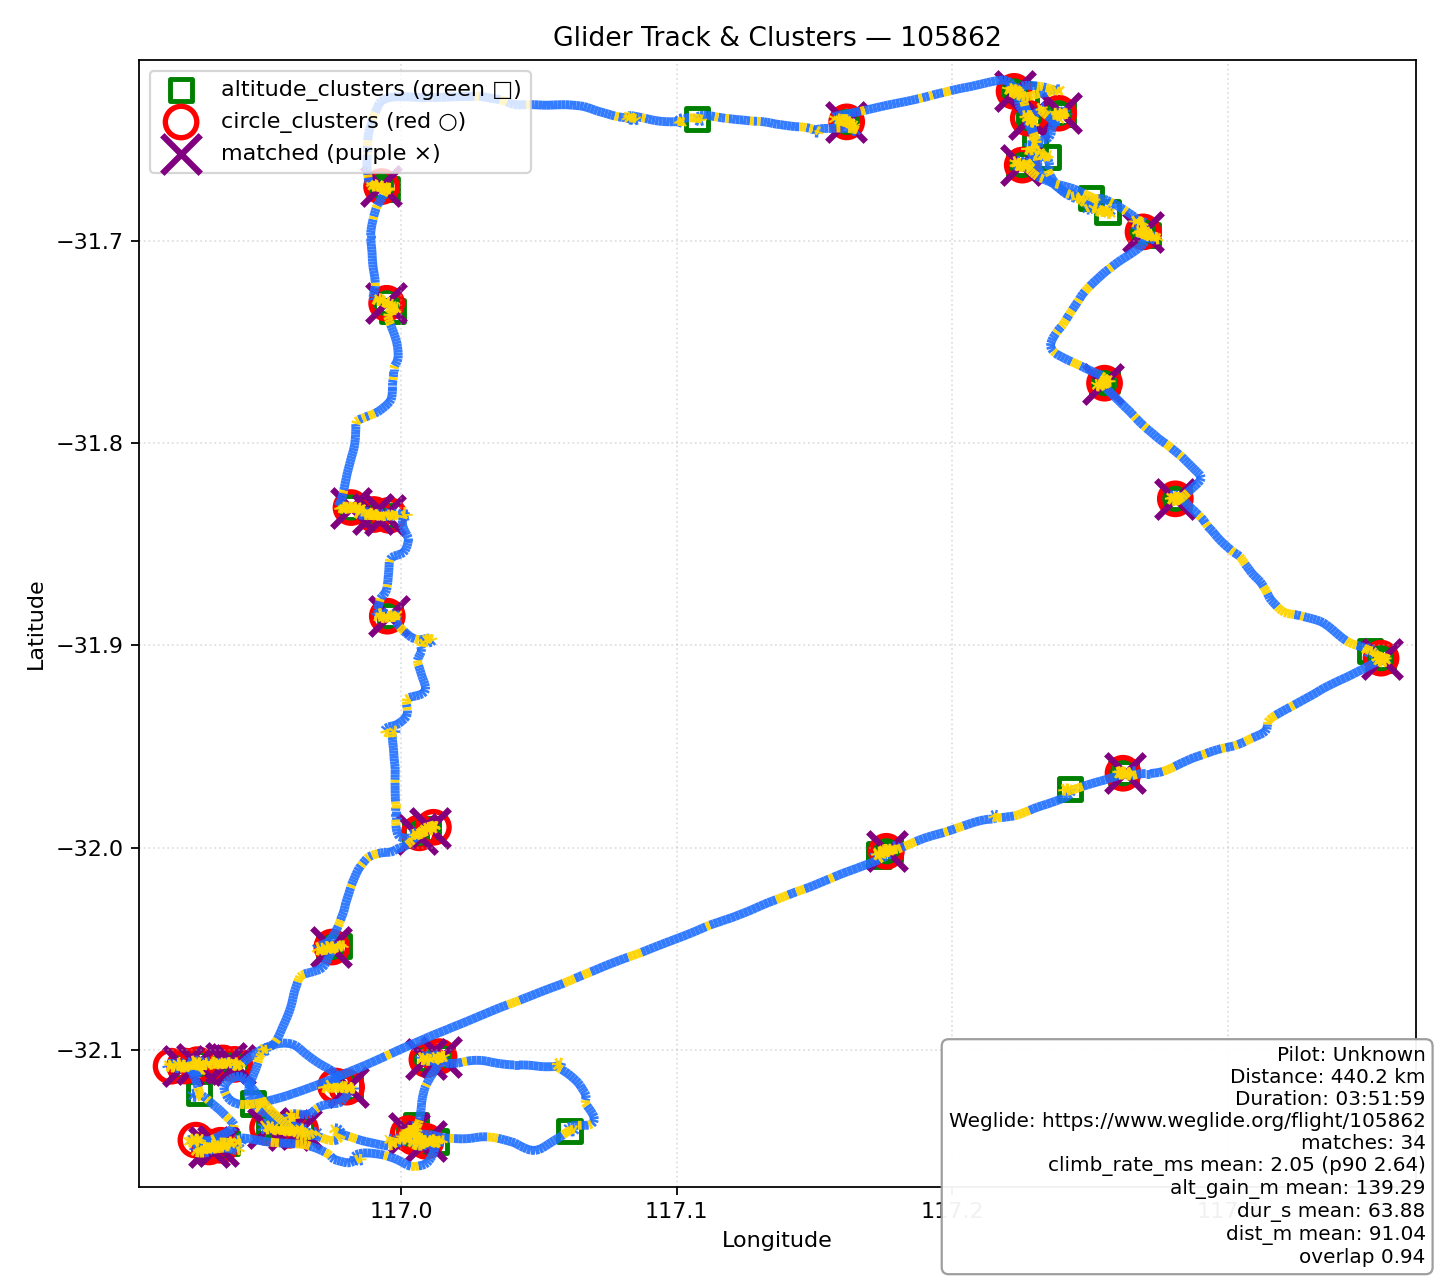 Glider Track & Clusters — 105862
altitude_clusters (green □)
circle_clusters (red ○)
matched (purple ×)
−31.7
−31.8
−31.9
−32.0
−32.1
Latitude
117.0
117.1
117.2
Longitude
Pilot: Unknown
Distance: 440.2 km
Duration: 03:51:59
Weglide: https://www.weglide.org/flight/105862
matches: 34
climb_rate_ms mean: 2.05 (p90 2.64)
alt_gain_m mean: 139.29
dur_s mean: 63.88
dist_m mean: 91.04
overlap 0.94